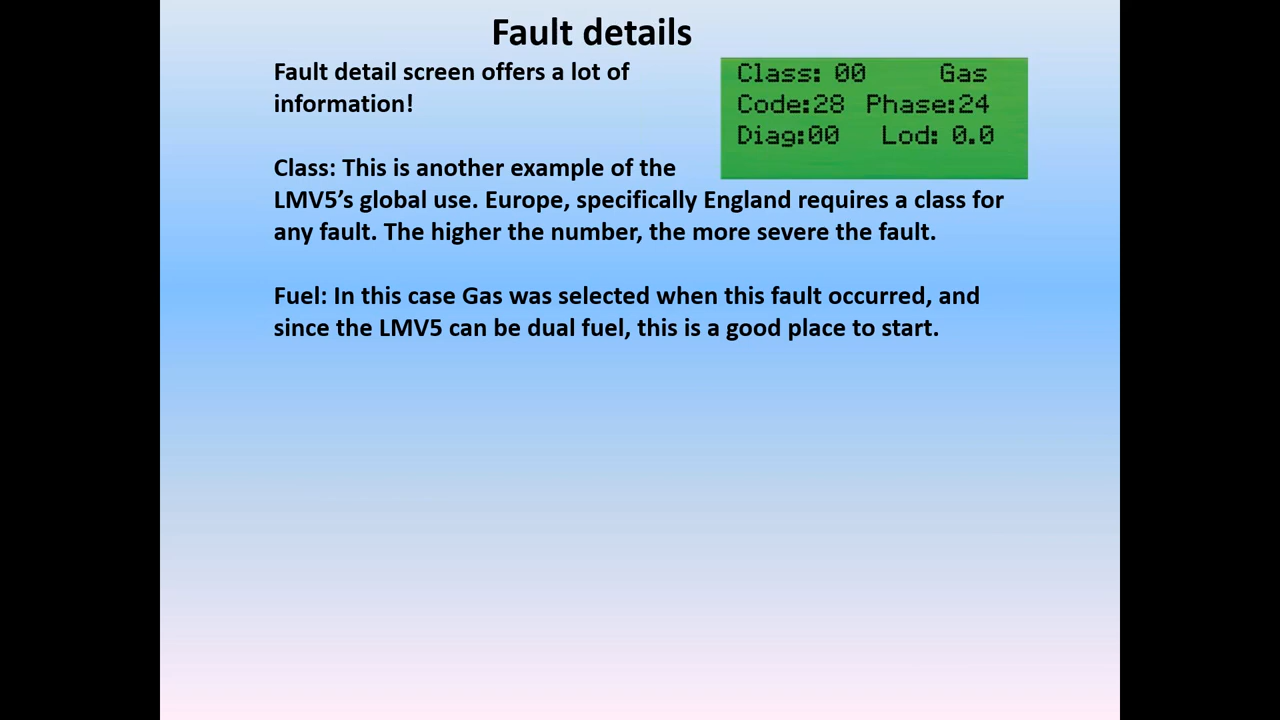 Fault details
Fault detail screen offers a lot of
information!
Class: 00 Gas
Code:28 Phase:24
Diag:00 Lod: 0.0
Class: This is another example of the
LMV5’s global use. Europe, specifically England requires a class for
any fault. The higher the number, the more severe the fault.
Fuel: In this case Gas was selected when this fault occurred, and
since the LMV5 can be dual fuel, this is a good place to start.